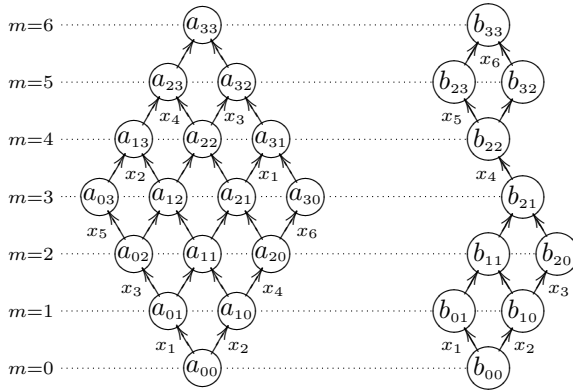 m=6 a₃₃ b₃₃
x₆
m=5 a₂₃ a₃₂ b₂₃ b₃₂
x₄ x₃ x₅
m=4 a₁₃ a₂₂ a₃₁ b₂₂
x₂ x₁ x₄
m=3 a₀₃ a₁₂ a₂₁ a₃₀ b₂₁
x₅ x₆
m=2 a₀₂ a₁₁ a₂₀ b₁₁ b₂₀
x₃ x₄ x₃
m=1 a₀₁ a₁₀ b₀₁ b₁₀
x₁ x₂ x₁ x₂
m=0 a₀₀ b₀₀